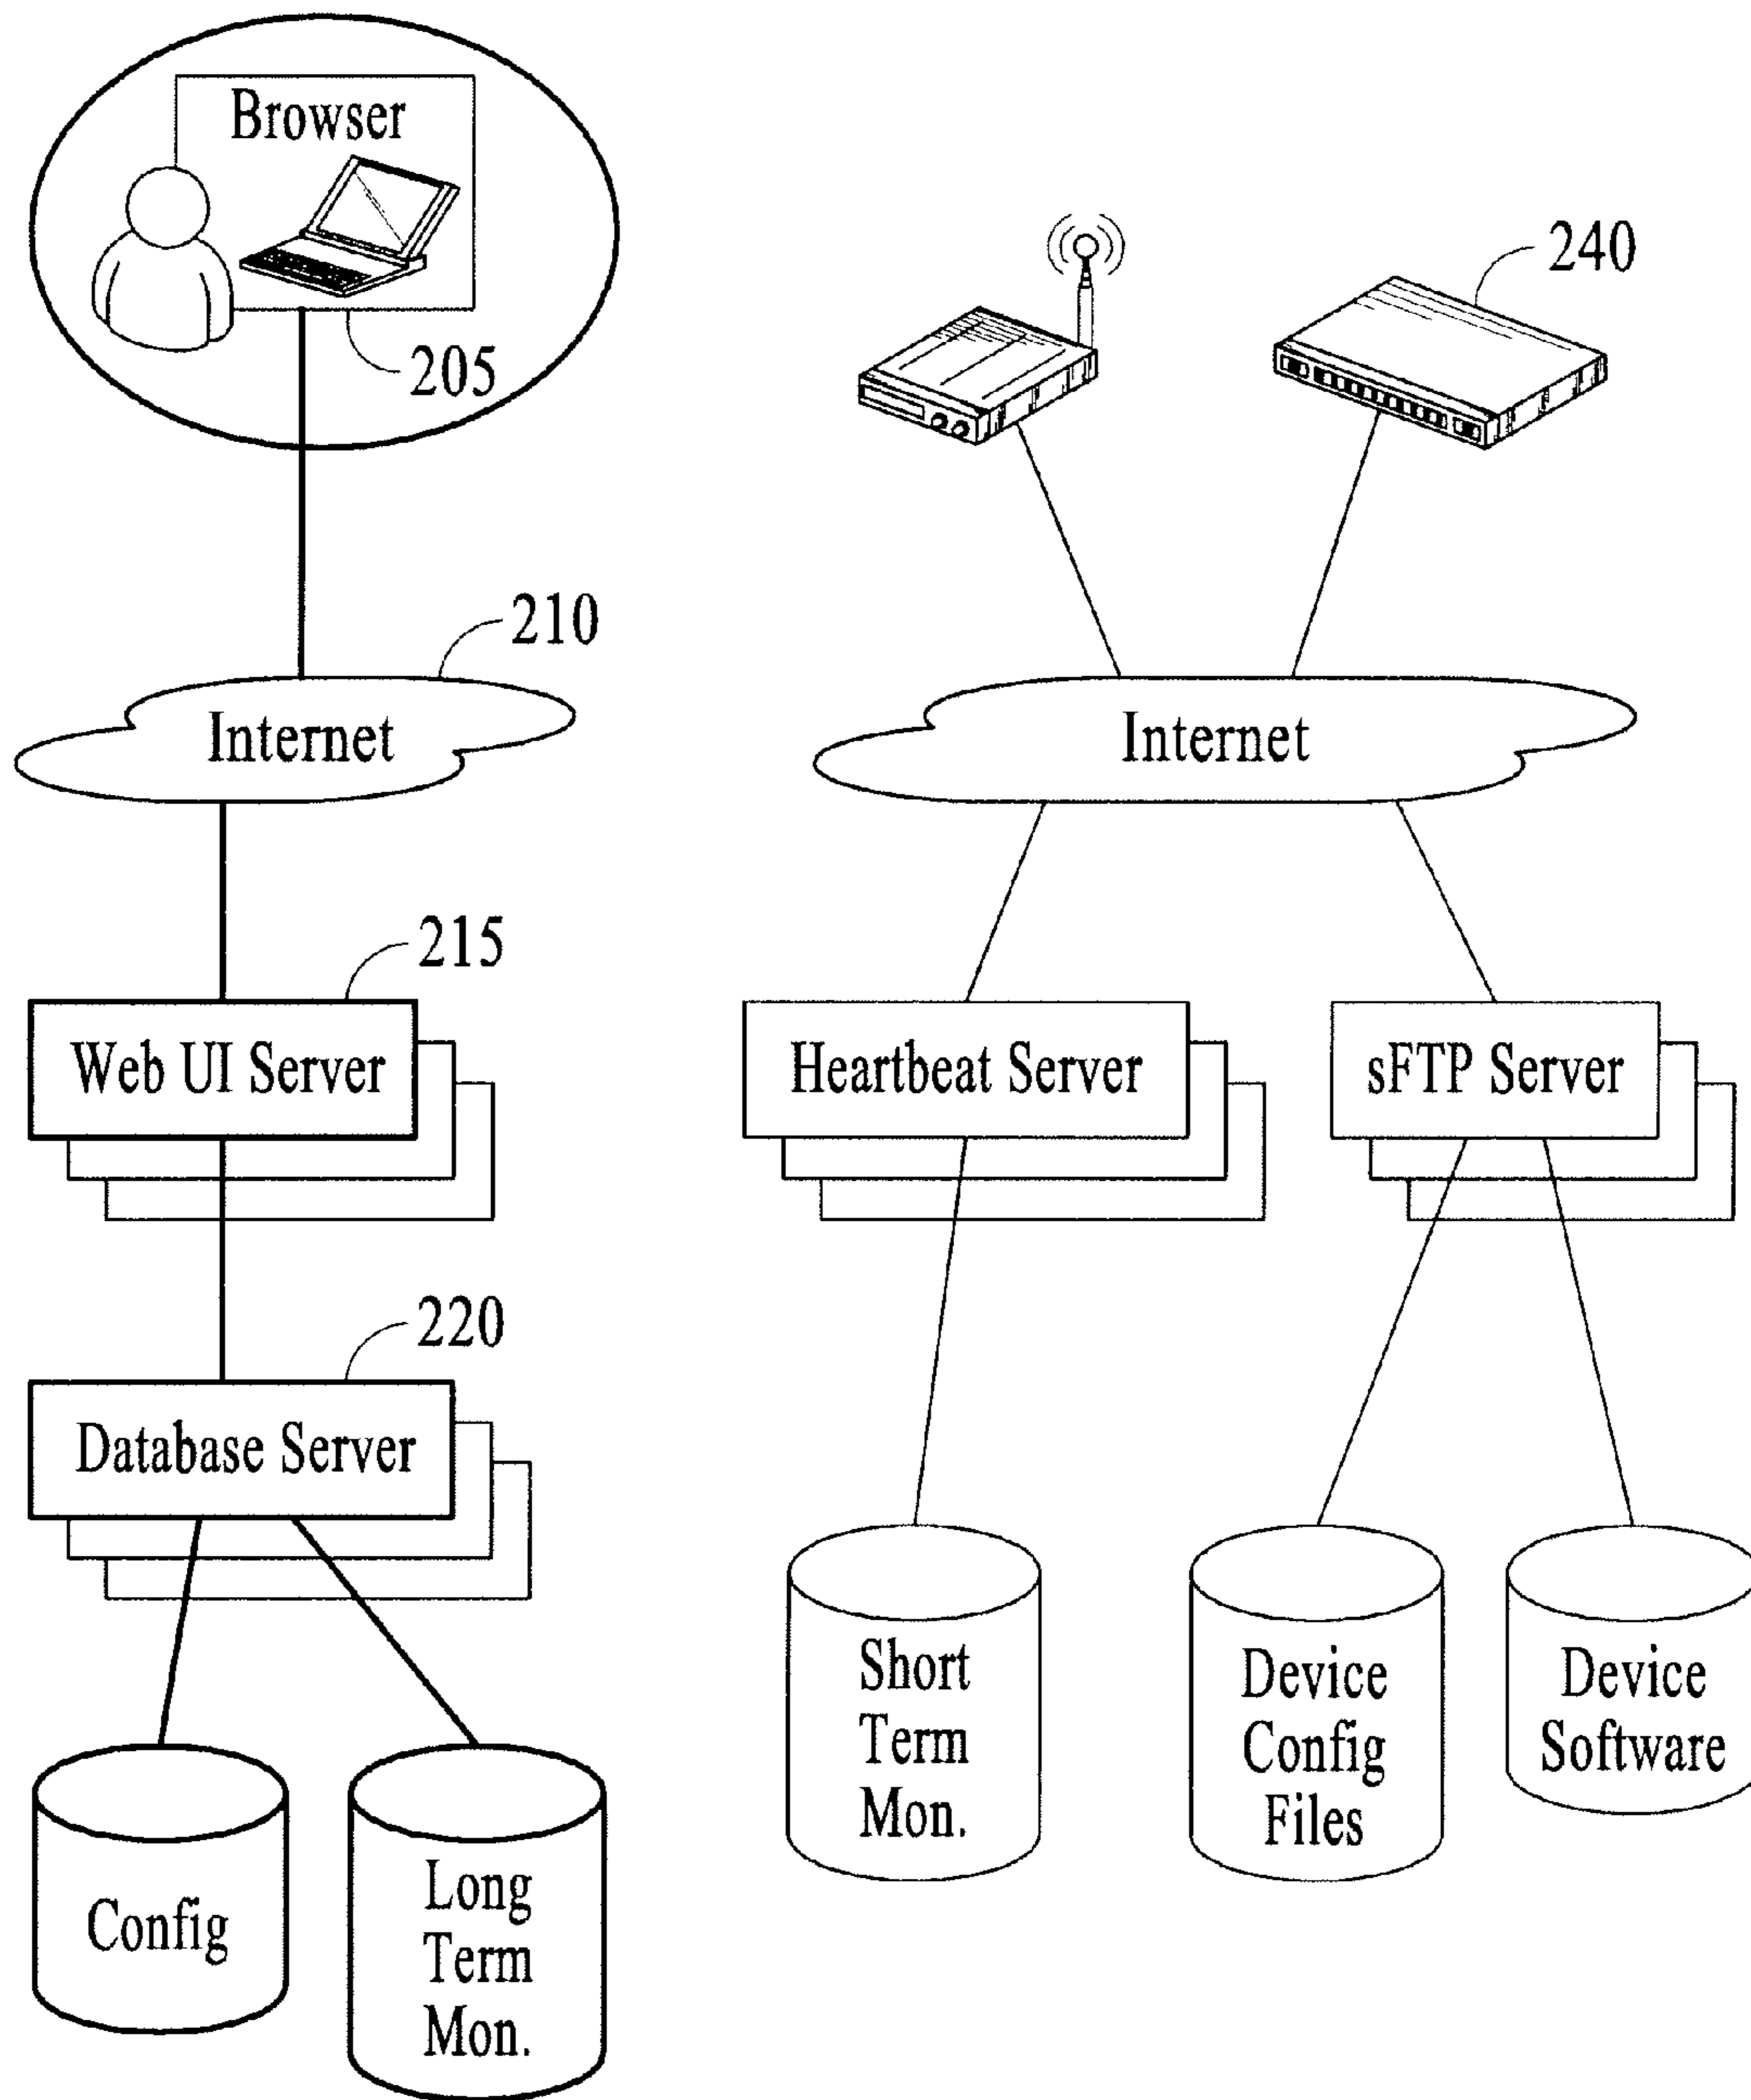 Browser
205
240
210
Internet
Internet
215
Web UI Server
Heartbeat Server
sFTP Server
220
Database Server
Short
Term
Mon.
Device
Config
Files
Device
Software
Config
Long
Term
Mon.